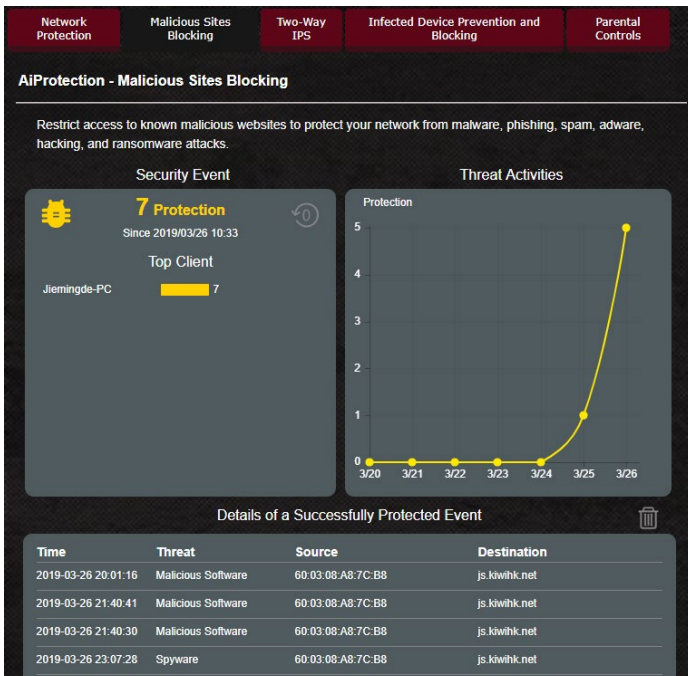 Network Protection
Malicious Sites Blocking
Two-Way IPS
Infected Device Prevention and Blocking
Parental Controls
AiProtection - Malicious Sites Blocking
Restrict access to known malicious websites to protect your network from malware, phishing, spam, adware,
hacking, and ransomware attacks.
Security Event
7 Protection
0
Since 2019/03/26 10:33
Top Client
Jiemingde-PC 7
Threat Activities
Protection
5
4
3
2
1
0
3/20 3/21 3/22 3/23 3/24 3/25 3/26
Details of a Successfully Protected Event
Time Threat Source Destination
2019-03-26 20:01:16 Malicious Software 60:03:08:A8:7C:B8 js.kiwihk.net
2019-03-26 21:40:41 Malicious Software 60:03:08:A8:7C:B8 js.kiwihk.net
2019-03-26 21:40:30 Malicious Software 60:03:08:A8:7C:B8 js.kiwihk.net
2019-03-26 23:07:28 Spyware 60:03:08:A8:7C:B8 js.kiwihk.net